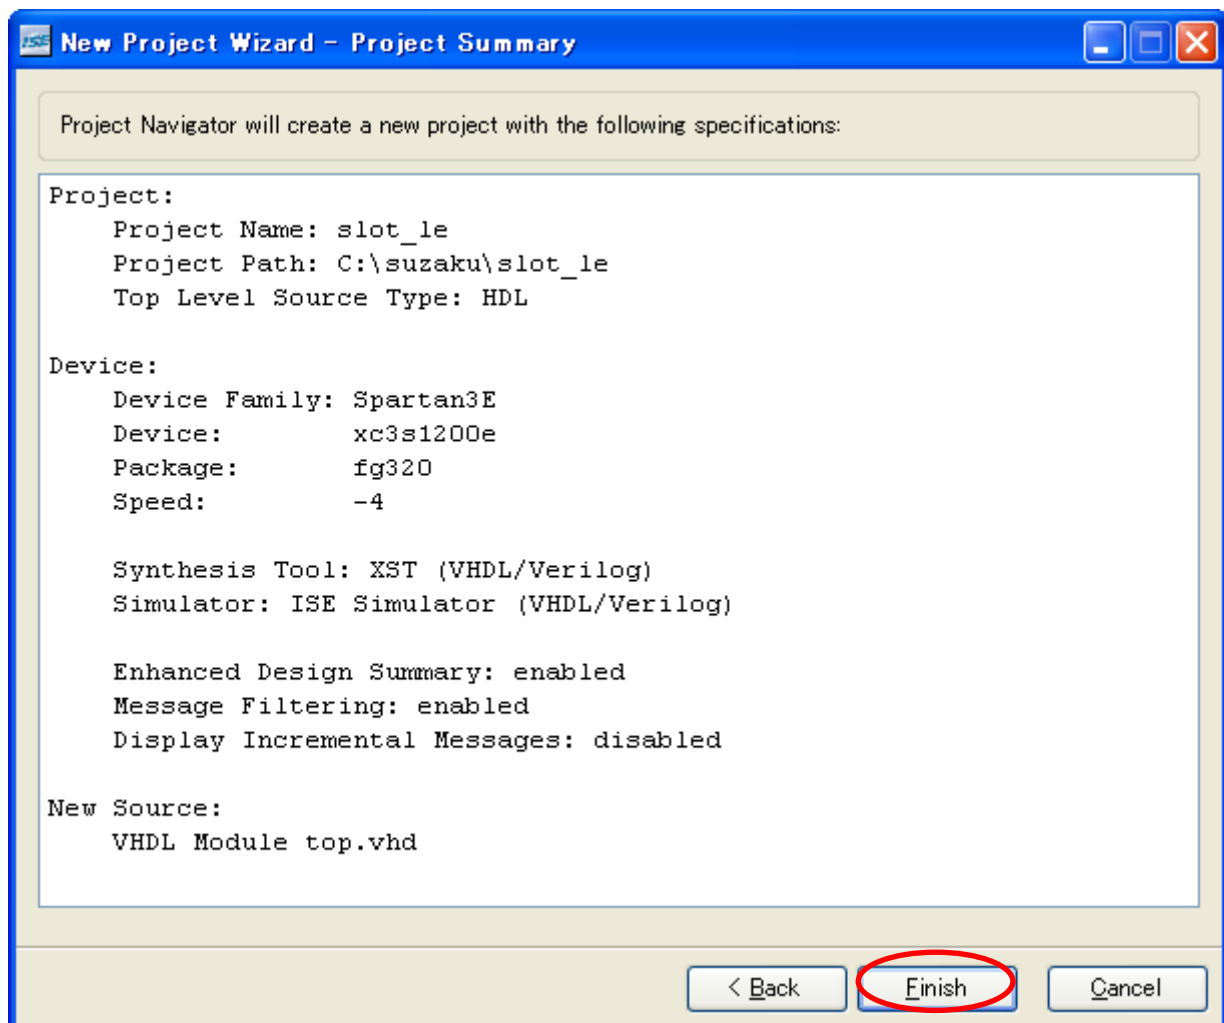 ISE New Project Wizard - Project Summary
Project Navigator will create a new project with the following specifications:
Project:
Project Name: slot_le
Project Path: C:\suzaku\slot_le
Top Level Source Type: HDL
Device:
Device Family: Spartan3E
Device: xc3s1200e
Package: fg320
Speed: -4
Synthesis Tool: XST (VHDL/Verilog)
Simulator: ISE Simulator (VHDL/Verilog)
Enhanced Design Summary: enabled
Message Filtering: enabled
Display Incremental Messages: disabled
New Source:
VHDL Module top.vhd
< Back Finish Cancel